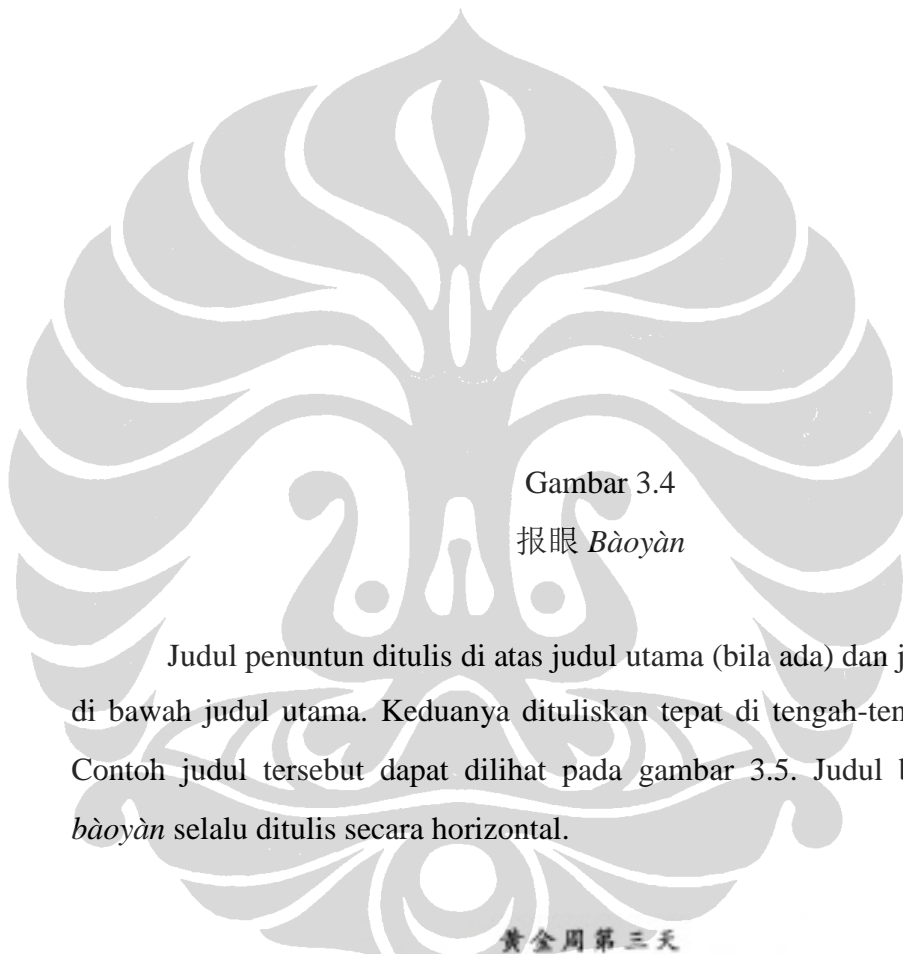 Gambar 3.4
报眼 Bàoyàn
Judul penuntun ditulis di atas judul utama (bila ada) dan
di bawah judul utama. Keduanya dituliskan tepat di
Contoh judul tersebut dapat dilihat pada gambar 3.5. Judul
bàoyàn selalu ditulis secara horizontal.
黄金周第三天